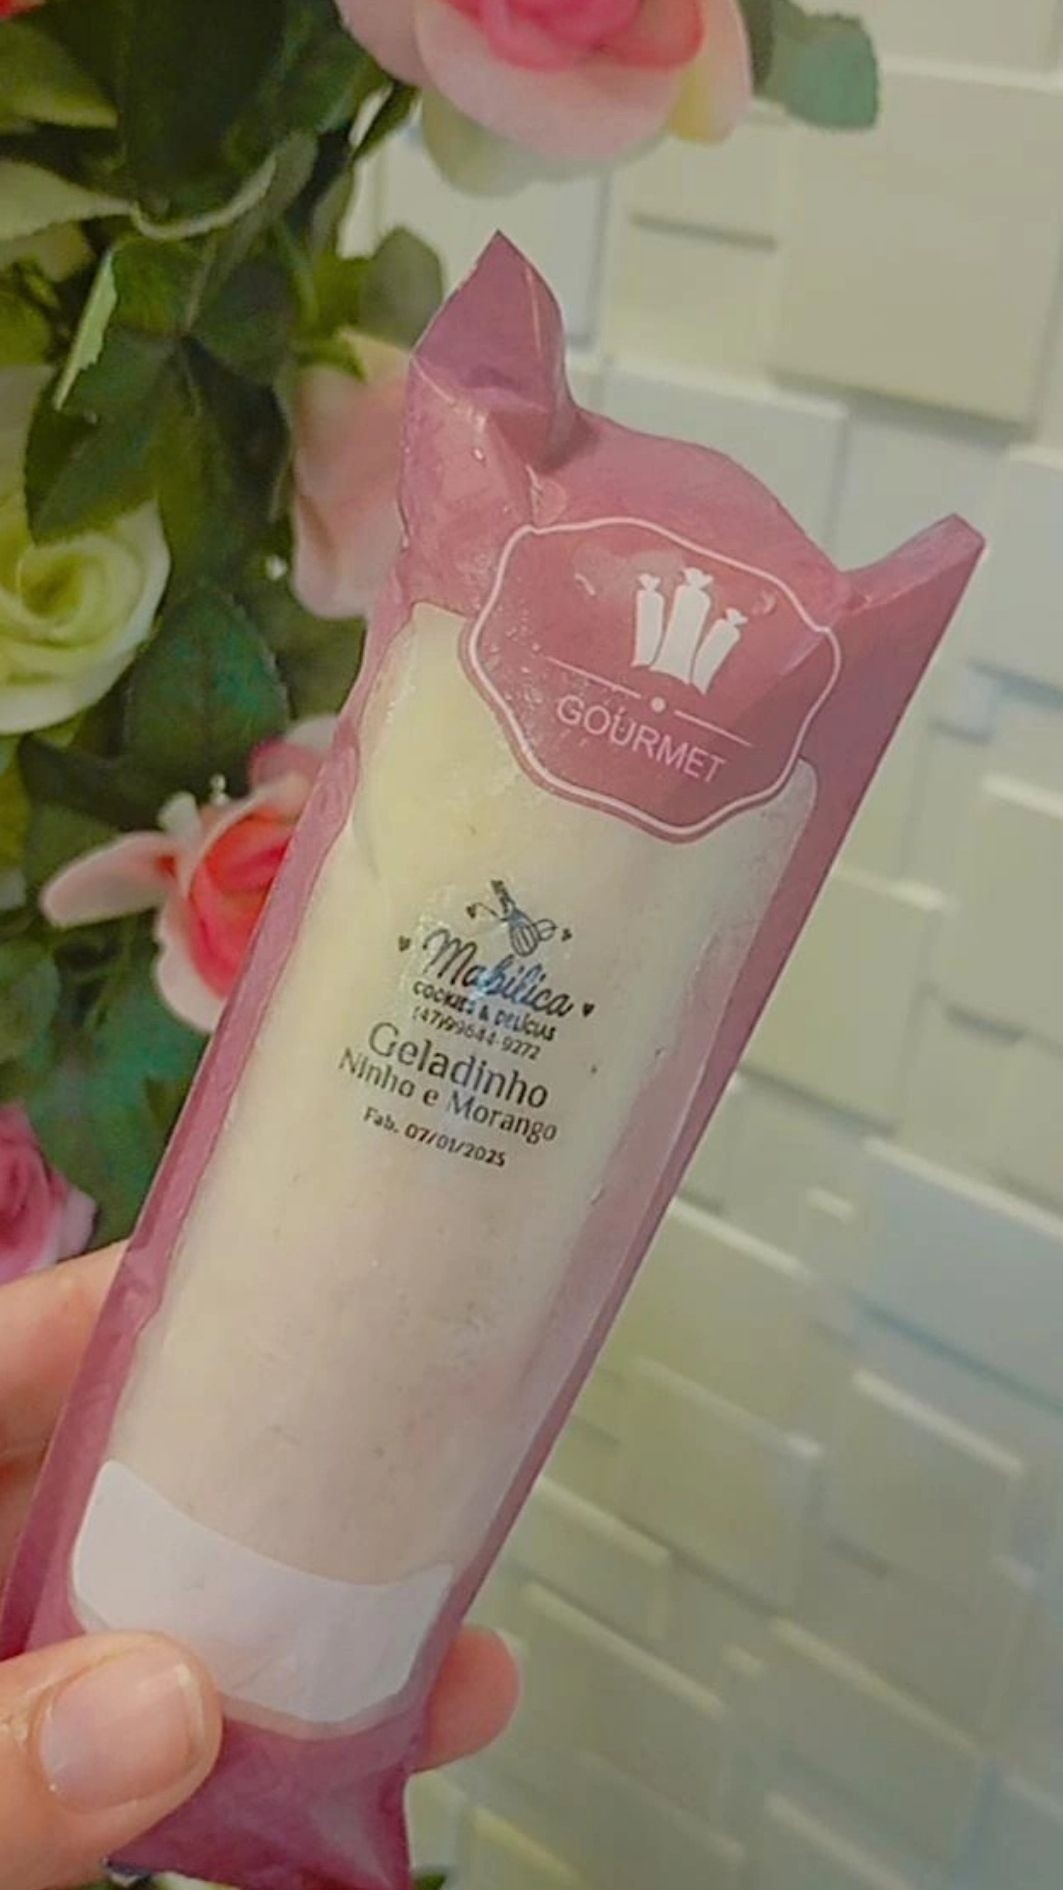 GOURMET
Mabilica
COOKIES & DELÍCIAS
(47)99644-9272
Geladinho
Ninho e Morango
Fab. 07/01/2025